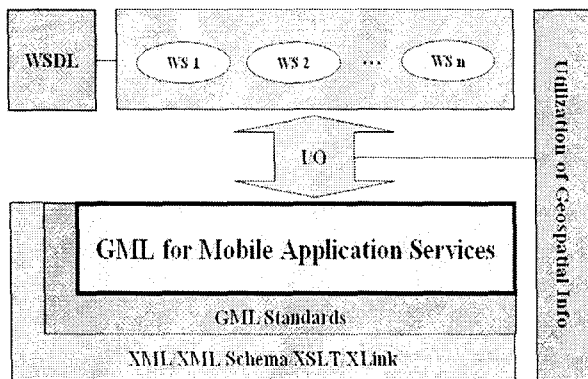 WSDL
WS 1
WS 2
...
WS n
I/O
GML for Mobile Application Services
GML Standards
XML XML Schema XSLT XLink
Utilization of Geospatial Info